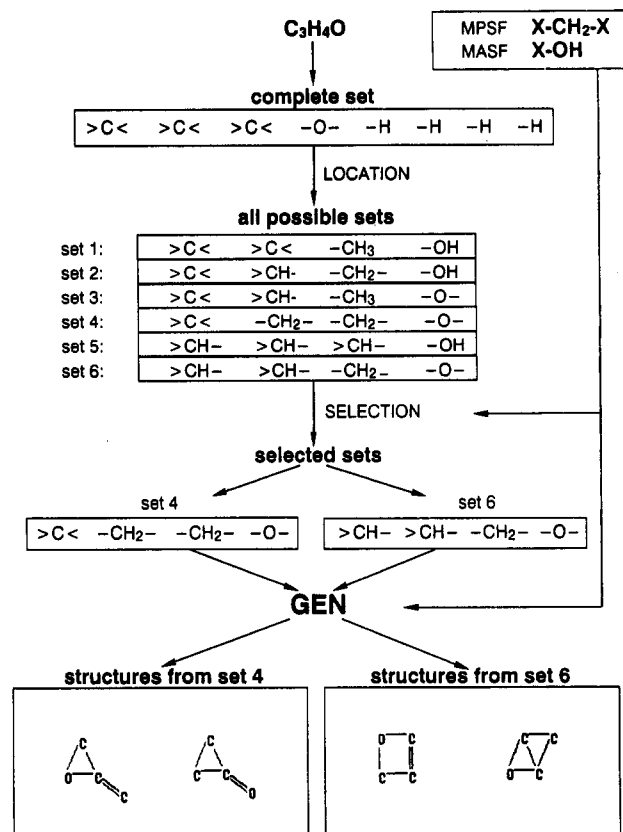 C₃H₄O
MPSF X-CH₂-X
MASF X-OH
complete set
>C< >C< >C< –O– –H –H –H –H
LOCATION
all possible sets
set 1: >C< >C< –CH₃ –OH
set 2: >C< >CH- –CH₂– –OH
set 3: >C< >CH- –CH₃ –O–
set 4: >C< –CH₂– –CH₂– –O–
set 5: >CH– >CH– >CH– –OH
set 6: >CH– >CH– –CH₂– –O–
SELECTION
selected sets
set 4 set 6
>C< –CH₂– –CH₂– –O– >CH– >CH– –CH₂– –O–
GEN
structures from set 4 structures from set 6
C C O C C C
O C C O C C O C
C O